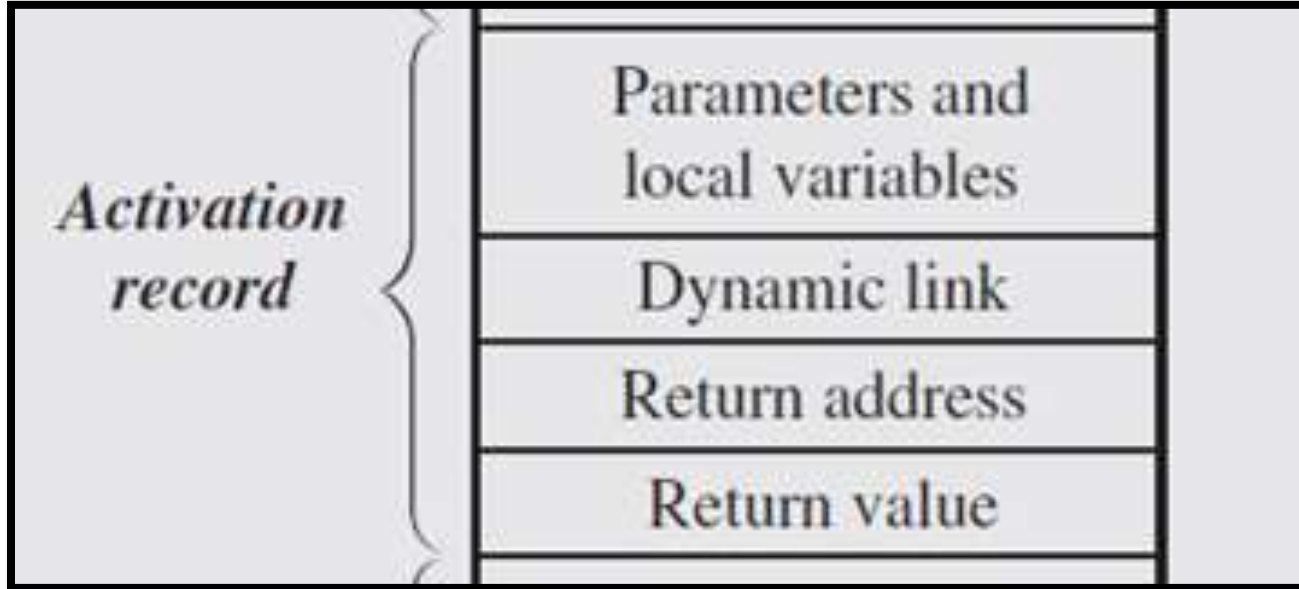 Activation
record
Parameters and
local variables
Dynamic link
Return address
Return value